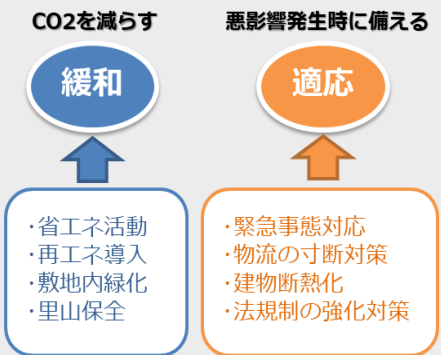 CO2を減らす
緩和
・省エネ活動
・再エネ導入
・敷地内緑化
・里山保全
悪影響発生時に備える
適応
・緊急事態対応
・物流の寸断対策
・建物断熱化
・法規制の強化対策